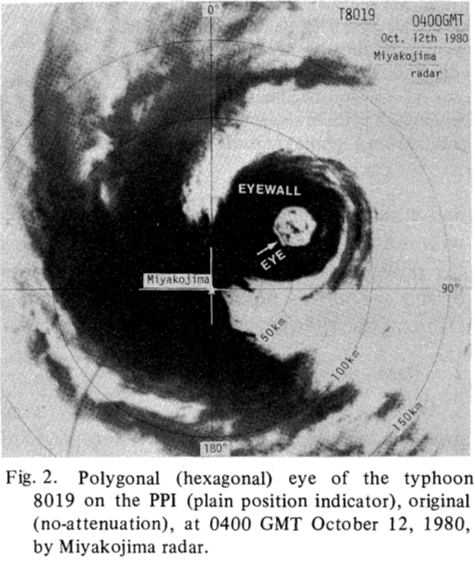 0°
T8019 0400GMT
Oct. 12th 1980
Miyakojima
radar
EYEWALL
EYE
Miyakojima
90°
50km
100km
150km
180°
Fig. 2. Polygonal (hexagonal) eye of the typhoon
8019 on the PPI (plain position indicator), original
(no-attenuation), at 0400 GMT October 12, 1980,
by Miyakojima radar.